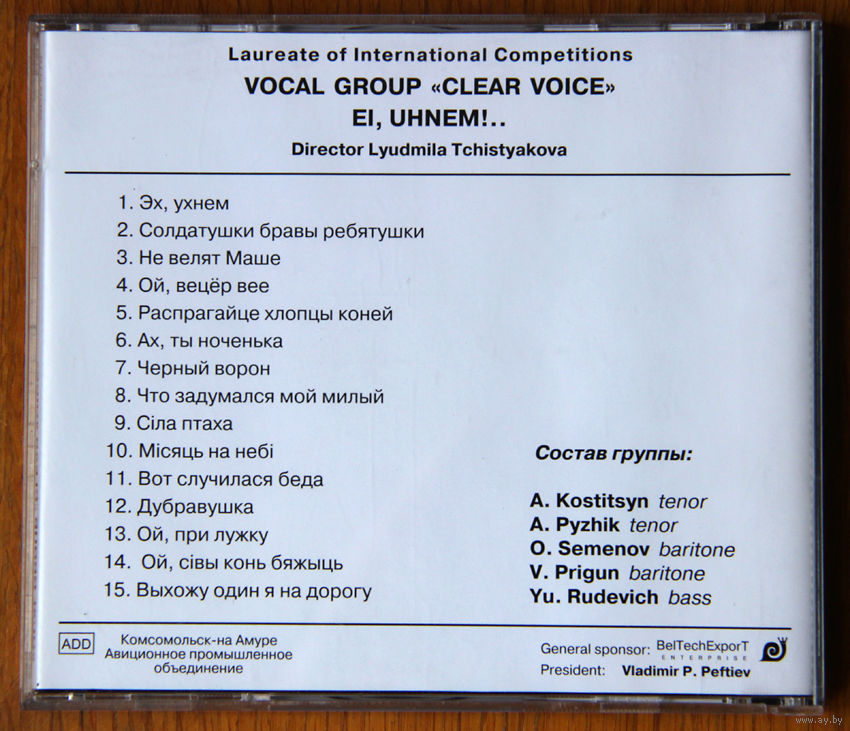 Laureate of International Competitions
VOCAL GROUP «CLEAR VOICE»
EI, UHNEM!..
Director Lyudmila Tchistyakova
1. Эх, ухнем
2. Солдатушки бравы ребятушки
3. Не велят Маше
4. Ой, вецёр вее
5. Распрагайце хлопцы коней
6. Ах, ты ноченька
7. Черный ворон
8. Что задумался мой милый
9. Сіла птаха
10. Місяць на небі
11. Вот случилася беда
12. Дубравушка
13. Ой, при лужку
14. Ой, сівы конь бяжыць
15. Выхожу один я на дорогу
Состав группы:
A. Kostitsyn tenor
A. Pyzhik tenor
O. Semenov baritone
V. Prigun baritone
Yu. Rudevich bass
ADD
Комсомольск-на Амуре
Авиционное промышленное
объединение
General sponsor: BelTechExporT
ENTERPRISE
President: Vladimir P. Peftiev
www.ay.by